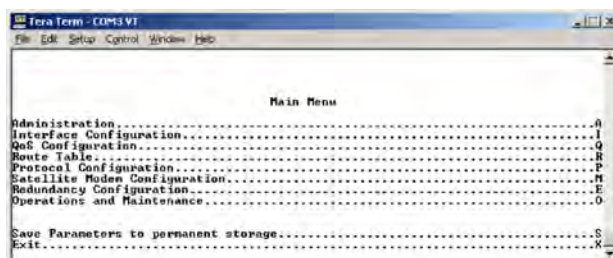 Tera Term - COM3 VT
File Edit Setup Control Window Help
Main Menu
Administration..........................................................................A
Interface Configuration.................................................................I
QoS Configuration.......................................................................Q
Route Table.............................................................................R
Protocol Configuration..................................................................P
Satellite Modem Configuration...........................................................M
Redundancy Configuration................................................................E
Operations and Maintenance..............................................................O
Save Parameters to permanent storage....................................................S
Exit....................................................................................X